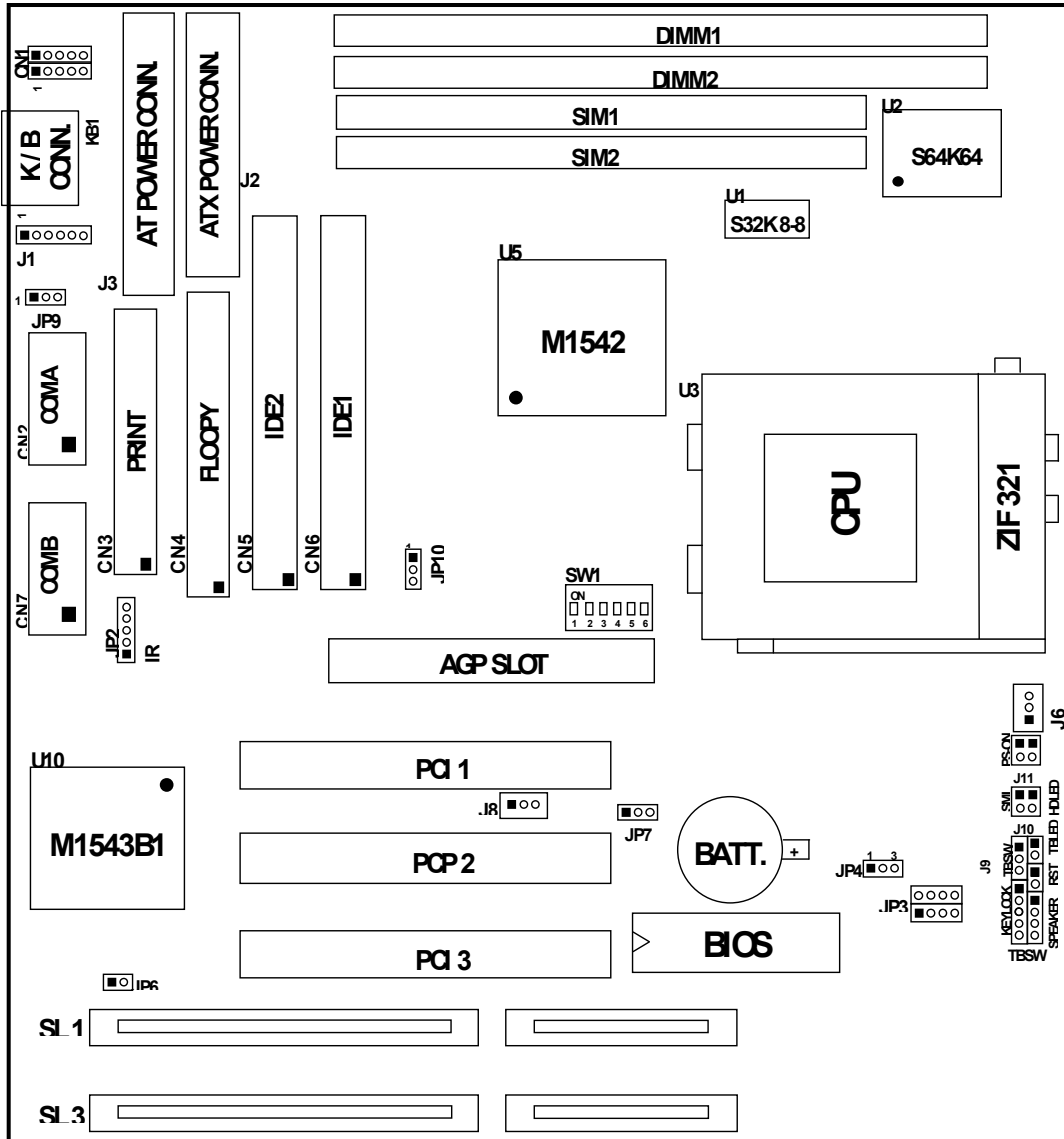 DIMM1
CN1
DIMM2
1
SIM1
U2
K/B
CONN.
KB1
AT POWER CONN.
ATX POWER CONN.
SIM2
S64K64
J2
U1
S32K8-8
1
J1
U5
J3
1
JP9
M1542
U3
COMA
CN2
PRINT
FLOOPY
IDE2
IDE1
CPU
ZIF 321
COMB
CN7
CN3
CN4
CN5
CN6
1
JP10
SW1
ON
1 2 3 4 5 6
JP2
IR
AGP SLOT
J6
PS-ON
U10
PCI 1
J11
SMI
HDLED
J8
JP7
M1543B1
PCP 2
BATT.
+
1 3
JP4
J10
J9
TBSW
TBLED
RST
KEYLOCK
SPEAKER
JP3
TBSW
BIOS
PCI 3
JP6
SL 1
SL 3